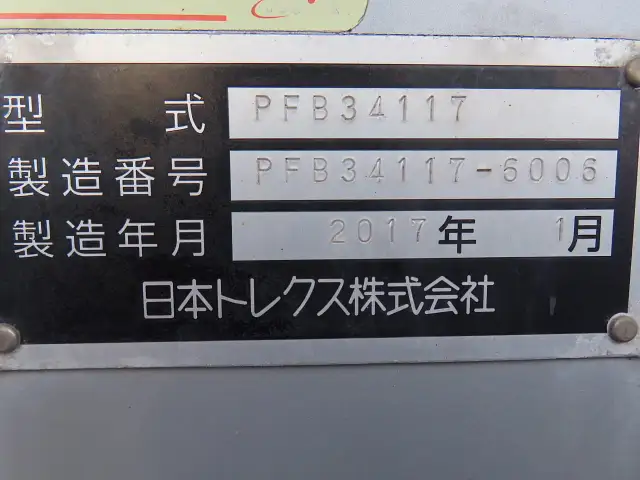 型式 PFB34117
製造番号 PFB34117-6006
製造年月 2017年 1月
日本トレクス株式会社